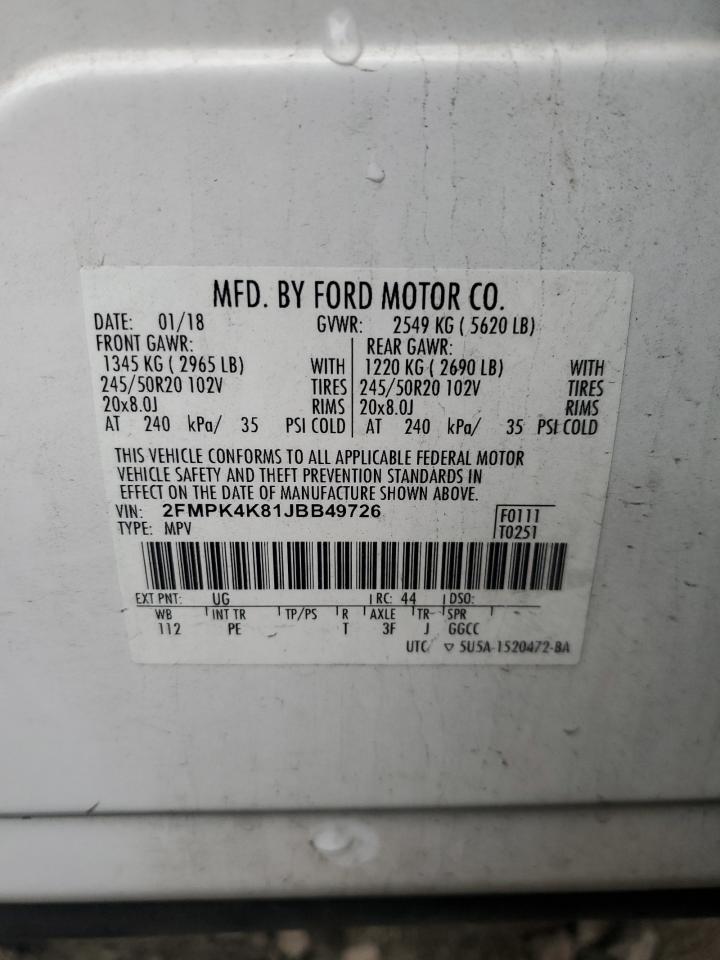 MFD. BY FORD MOTOR CO.
DATE: 01/18 GVWR: 2549 KG ( 5620 LB)
FRONT GAWR: REAR GAWR:
1345 KG ( 2965 LB) WITH 1220 KG ( 2690 LB) WITH
245/50R20 102V TIRES 245/50R20 102V TIRES
20x8.0J RIMS 20x8.0J RIMS
AT 240 kPa/ 35 PSI COLD AT 240 kPa/ 35 PSI COLD
THIS VEHICLE CONFORMS TO ALL APPLICABLE FEDERAL MOTOR
VEHICLE SAFETY AND THEFT PREVENTION STANDARDS IN
EFFECT ON THE DATE OF MANUFACTURE SHOWN ABOVE.
VIN: 2FMPK4K81JBB49726 F0111
TYPE: MPV T0251
EXT PNT: UG RC: 44 DSO:
WB INT TR TP/PS R AXLE TR SPR
112 PE T 3F J GGCC
UTC ▽ 5U5A-1520472-BA